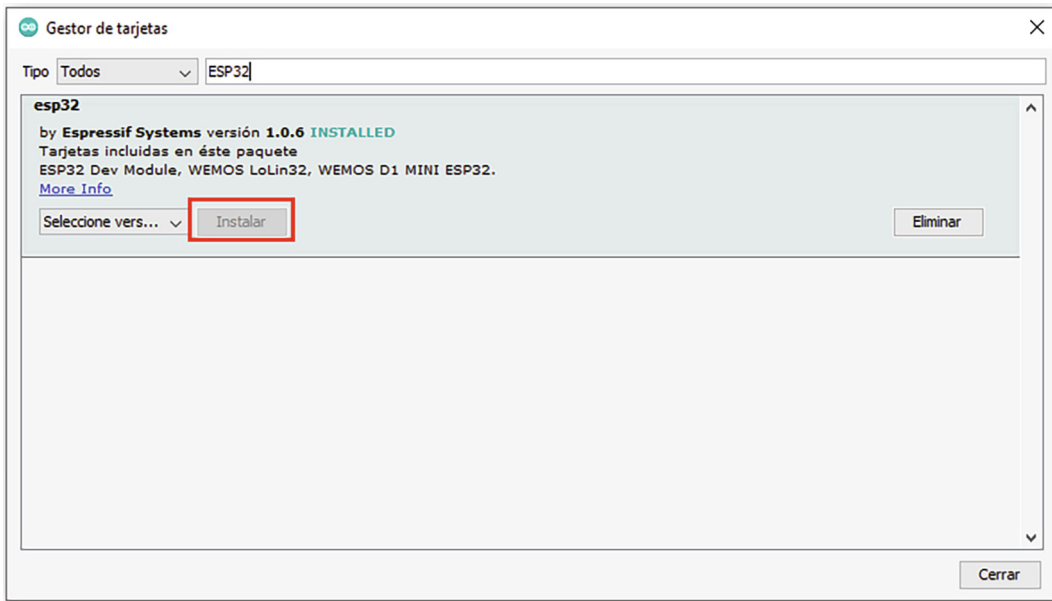 Gestor de tarjetas
Tipo Todos ESP32
esp32
by Espressif Systems versión 1.0.6 INSTALLED
Tarjetas incluidas en éste paquete
ESP32 Dev Module, WEMOS LoLin32, WEMOS D1 MINI ESP32.
More Info
Seleccione vers... Instalar Eliminar
Cerrar